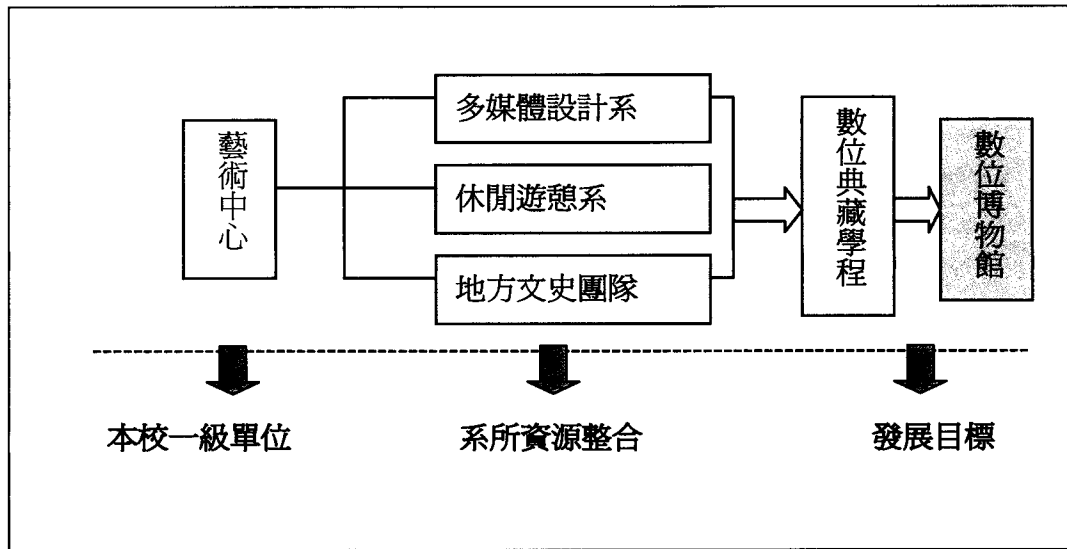 藝術中心
多媒體設計系
休閒遊憩系
地方文史團隊
數位典藏學程
數位博物館
本校一級單位
系所資源整合
發展目標